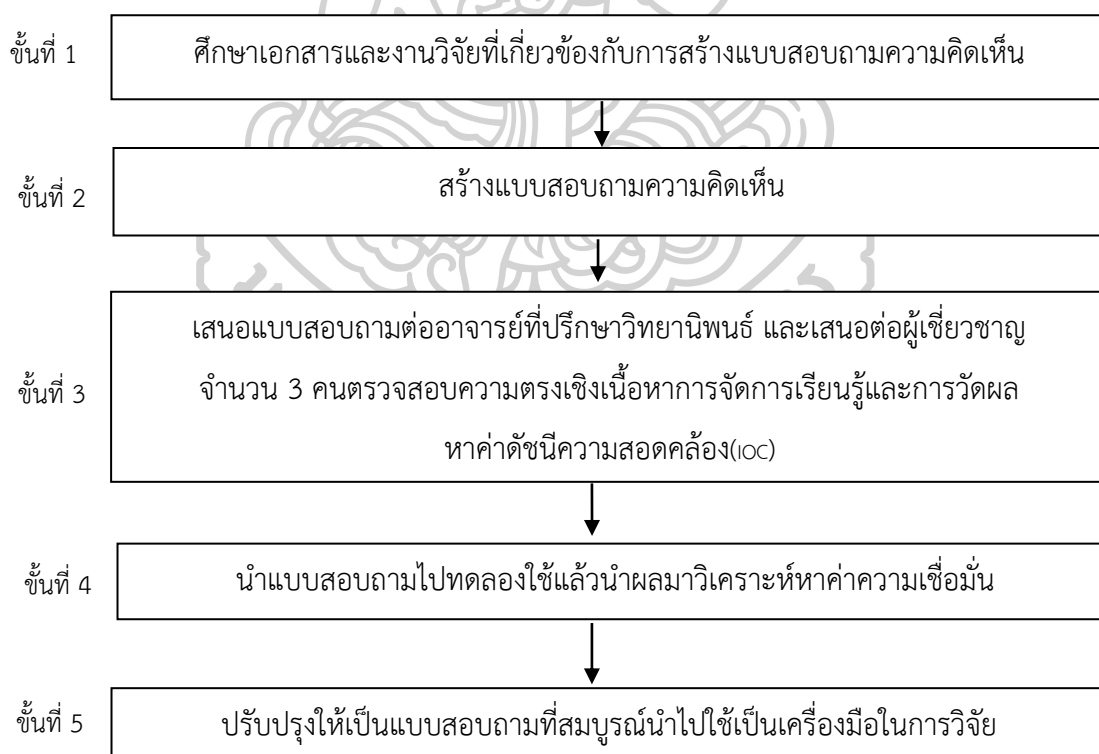 ขั้นที่ 1
ศึกษาเอกสารและงานวิจัยที่เกี่ยวข้องกับการสร้างแบบสอบถามความคิดเห็น
ขั้นที่ 2
สร้างแบบสอบถามความคิดเห็น
ขั้นที่ 3
เสนอแบบสอบถามต่ออาจารย์ที่ปรึกษาวิทยานิพนธ์ และเสนอต่อผู้เชี่ยวชาญ
จำนวน 3 คนตรวจสอบความตรงเชิงเนื้อหาการจัดการเรียนรู้และการวัดผล
หาค่าดัชนีความสอดคล้อง(IOC)
ขั้นที่ 4
นำแบบสอบถามไปทดลองใช้แล้วนำผลมาวิเคราะห์หาค่าความเชื่อมั่น
ขั้นที่ 5
ปรับปรุงให้เป็นแบบสอบถามที่สมบูรณ์นำไปใช้เป็นเครื่องมือในการวิจัย